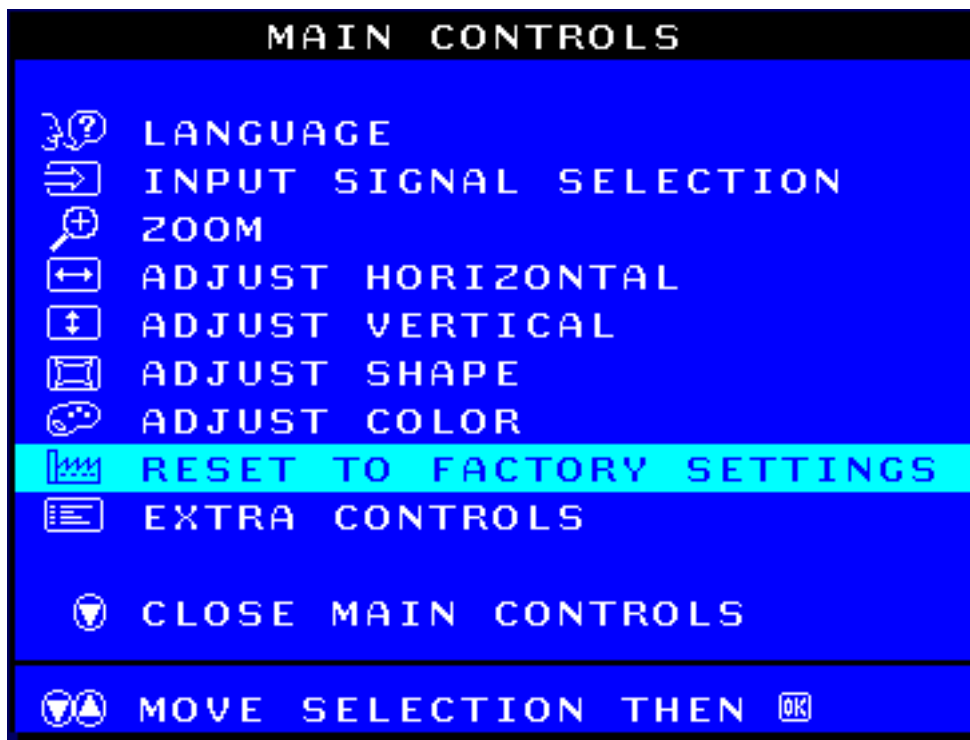 MAIN CONTROLS
LANGUAGE
INPUT SIGNAL SELECTION
ZOOM
ADJUST HORIZONTAL
ADJUST VERTICAL
ADJUST SHAPE
ADJUST COLOR
RESET TO FACTORY SETTINGS
EXTRA CONTROLS
CLOSE MAIN CONTROLS
MOVE SELECTION THEN OK